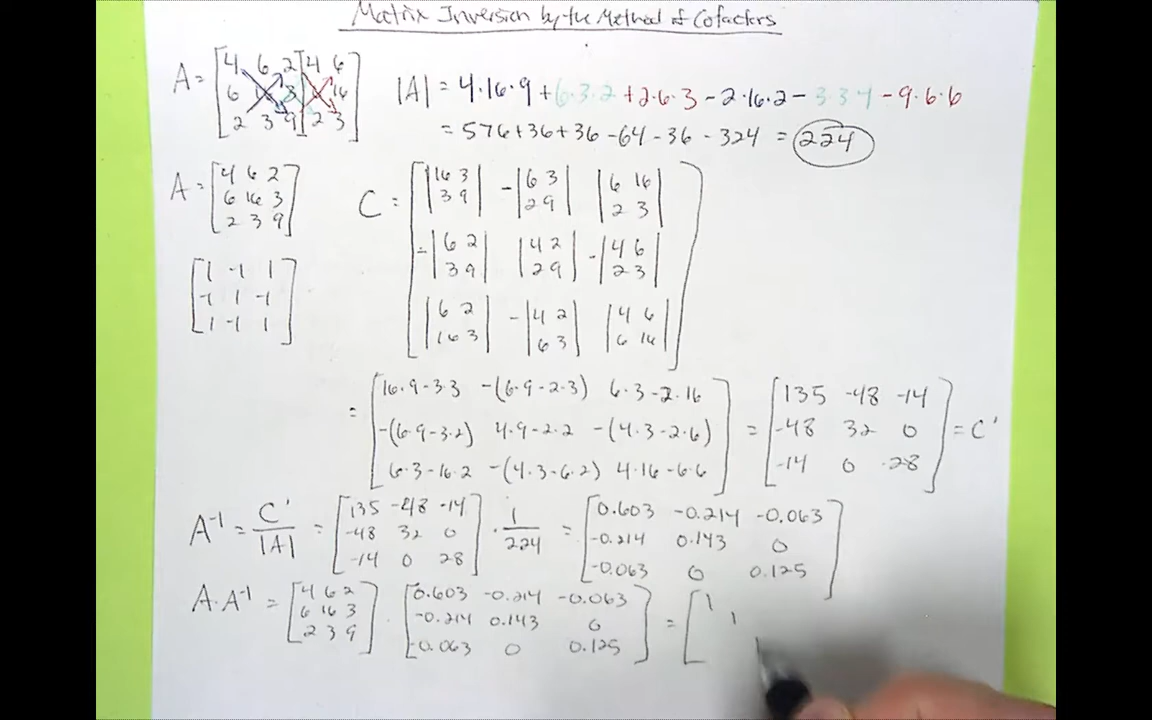 Matrix Inversion by the Method of Cofactors
A = [4 6 2 | 4 6
6 16 3 | 6 16
2 3 9 | 2 3]
|A| = 4·16·9 + 6·3·2 + 2·6·3 - 2·16·2 - 3·3·4 - 9·6·6
= 576 + 36 + 36 - 64 - 36 - 324 = 224
A = [4 6 2
6 16 3
2 3 9]
[1 -1 1
-1 1 -1
1 -1 1]
C = [|16 3| -|6 3| |6 16|
|3 9| |2 9| |2 3|
-|6 2| |4 2| -|4 6|
|3 9| |2 9| |2 3|
|6 2| -|4 2| |4 6|
|16 3| |6 3| |6 16|]
= [16·9-3·3 -(6·9-2·3) 6·3-2·16
-(6·9-3·2) 4·9-2·2 -(4·3-2·6)
6·3-16·2 -(4·3-6·2) 4·16-6·6]
= [135 -48 -14
-48 32 0
-14 0 28] = C'
A⁻¹ = C'/|A| = [135 -48 -14
-48 32 0
-14 0 28] · 1/224
= [0.603 -0.214 -0.063
-0.214 0.143 0
-0.063 0 0.125]
A·A⁻¹ = [4 6 2
6 16 3
2 3 9] · [0.603 -0.214 -0.063
-0.214 0.143 0
-0.063 0 0.125] = [1
1